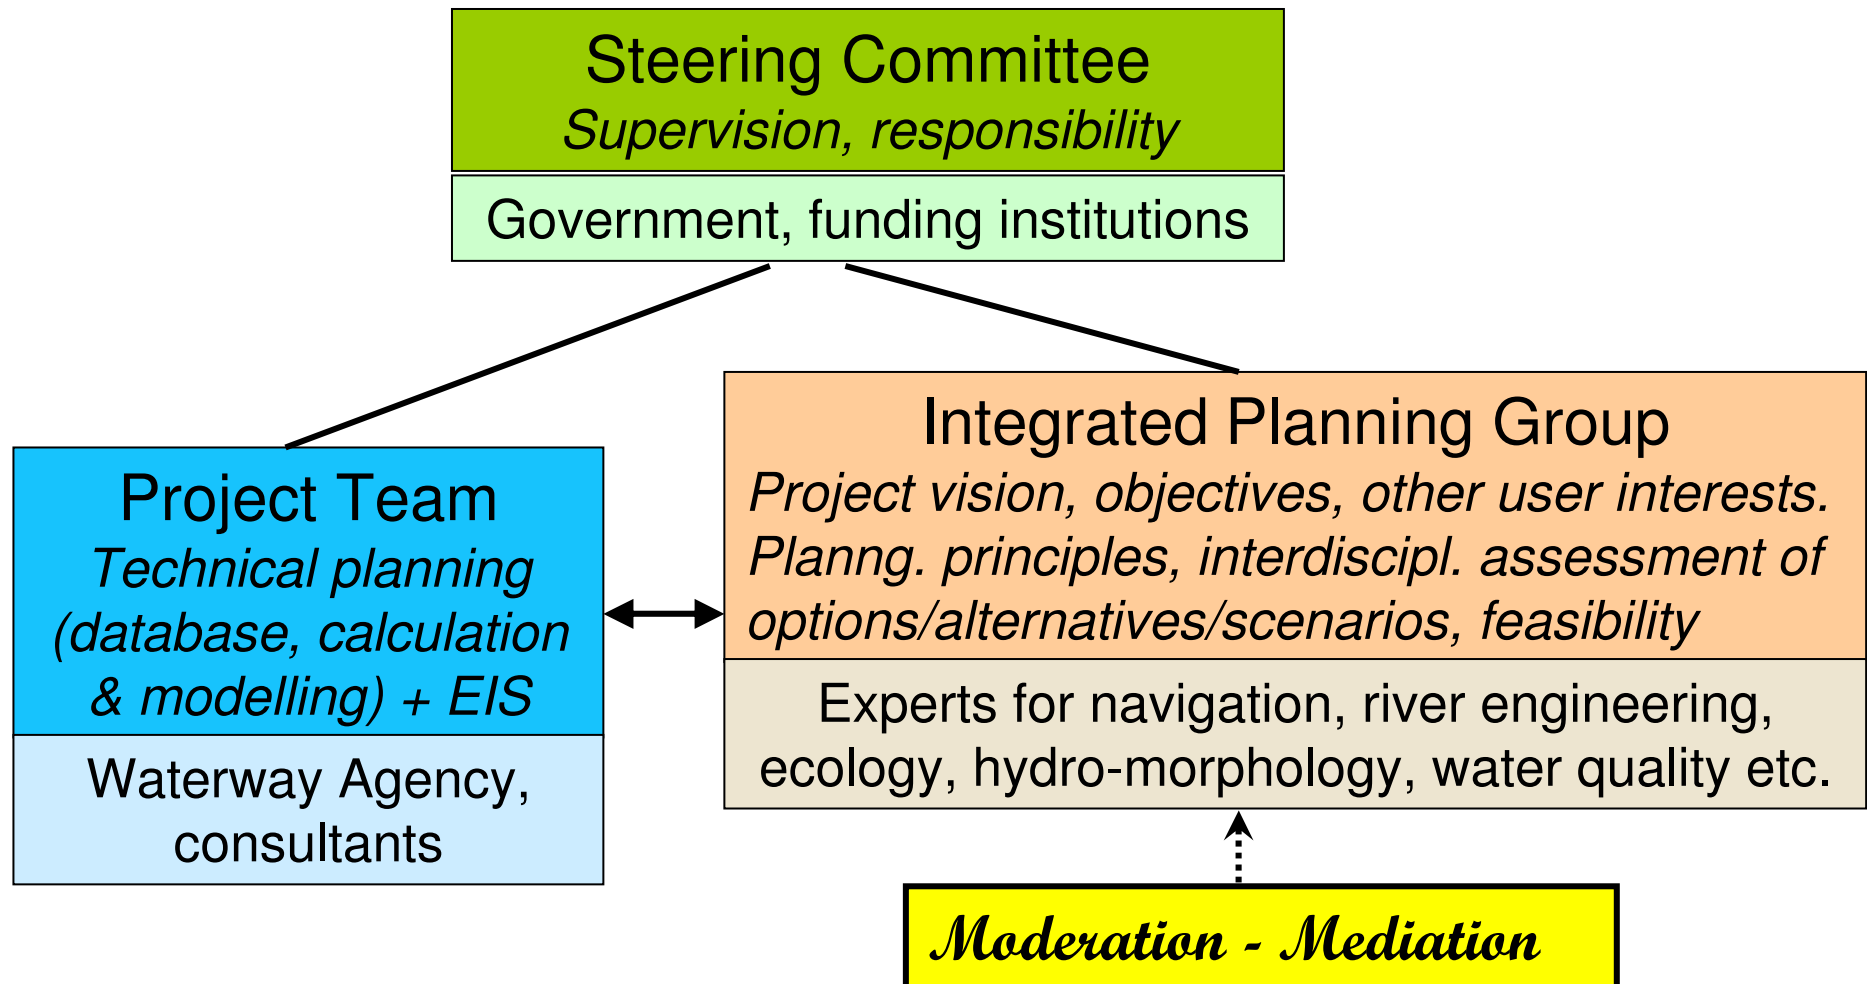 Steering Committee
Supervision, responsibility
Government, funding institutions
Project Team
Technical planning
(database, calculation
& modelling) + EIS
Waterway Agency,
consultants
Integrated Planning Group
Project vision, objectives, other user interests.
Planng. principles, interdiscipl. assessment of
options/alternatives/scenarios, feasibility
Experts for navigation, river engineering,
ecology, hydro-morphology, water quality etc.
Moderation - Mediation